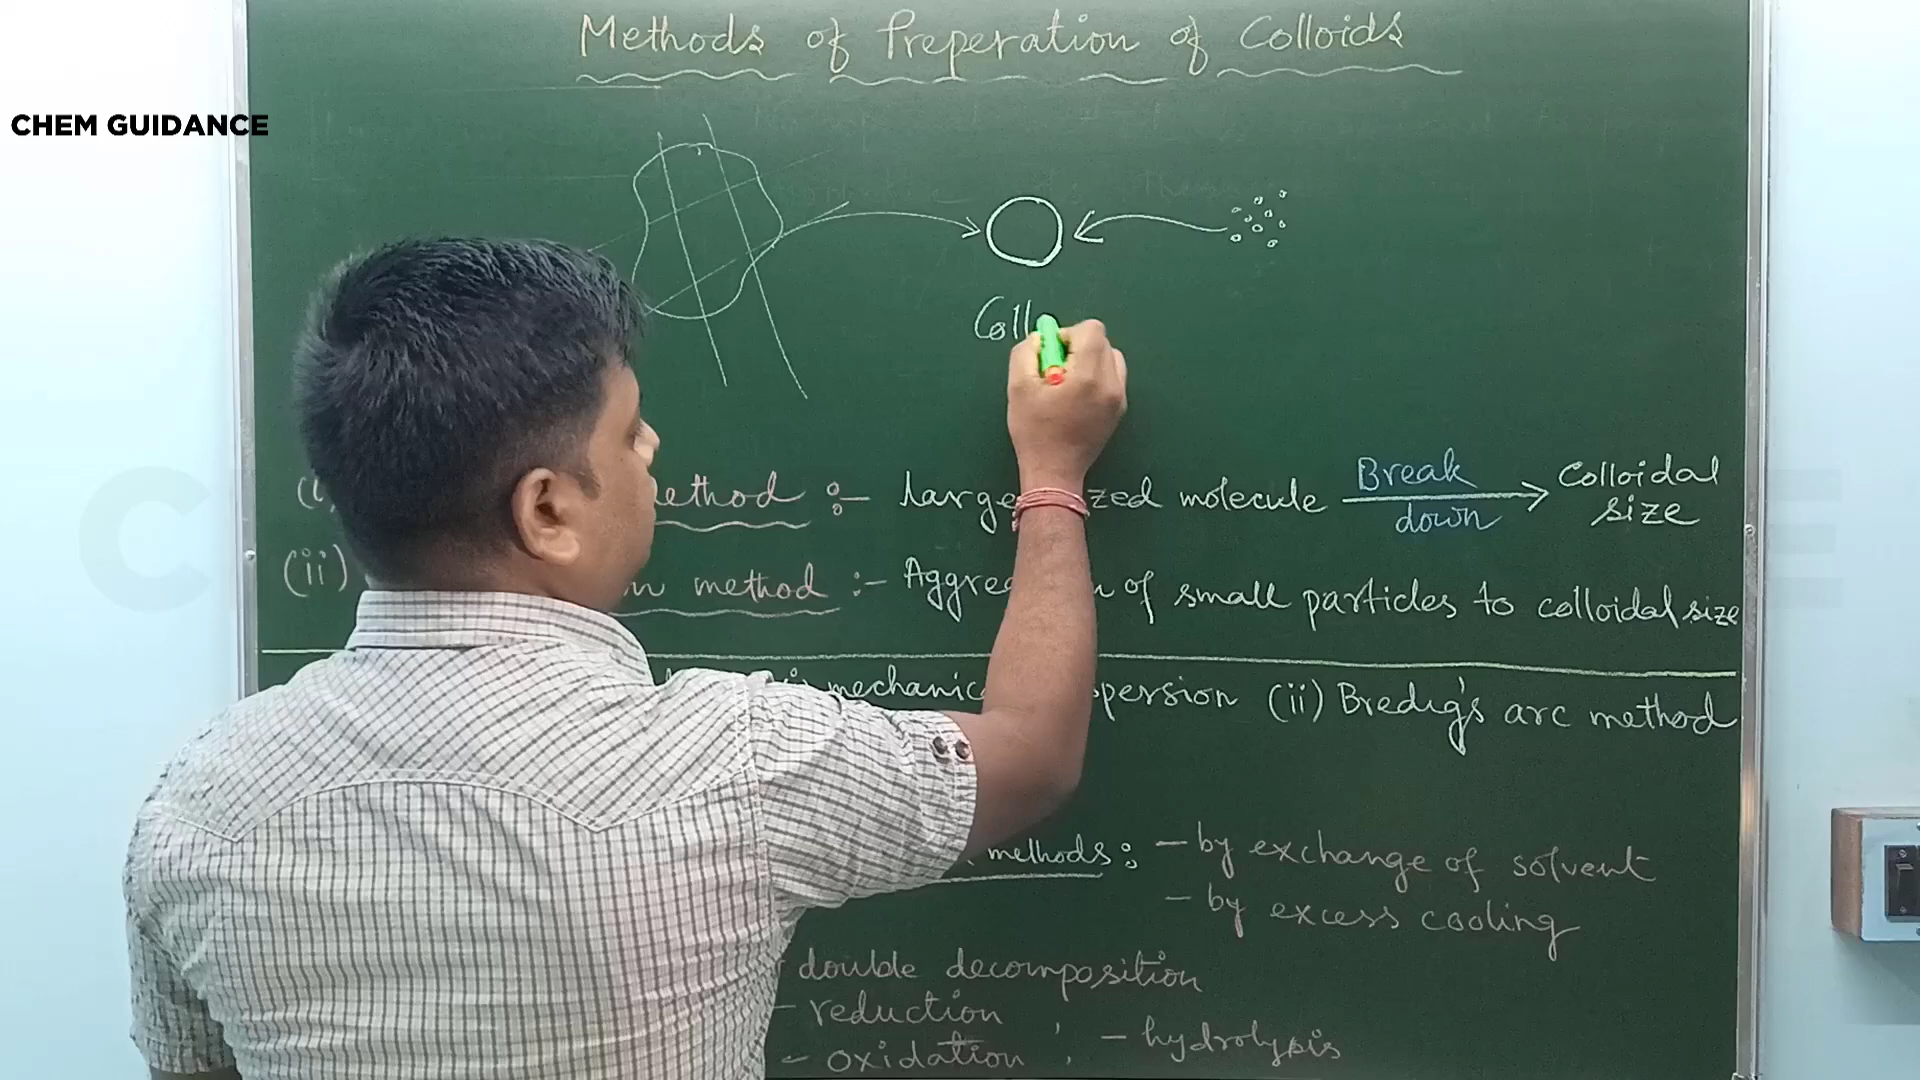 Methods of Preperation of Colloids
CHEM GUIDANCE
Coll
ethod :- large zed molecule Break down Colloidal size
(ii) n method :- Aggre n of small particles to colloidal size
mechanic persion (ii) Bredig's arc method
methods: - by exchange of solvent
- by excess cooling
double decomposition
- reduction
- oxidation , - hydrolysis